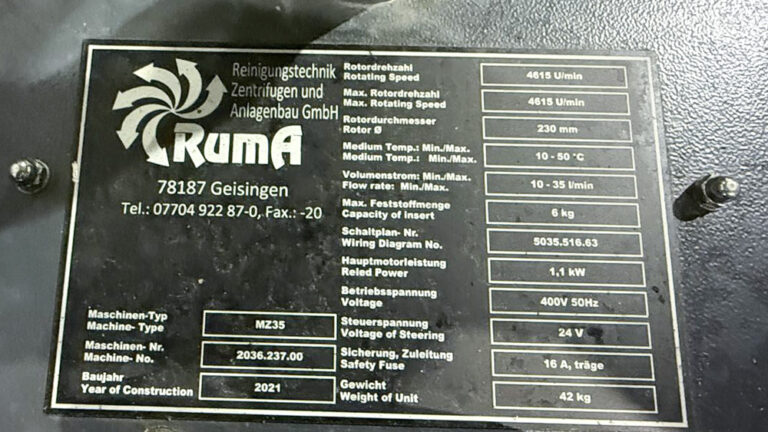 Reinigungstechnik
Zentrifugen und
Anlagenbau GmbH
RumA
78187 Geisingen
Tel.: 07704 922 87-0, Fax.: -20
Maschinen-Typ
Machine- Type
MZ35
Maschinen- Nr.
Machine- No.
2036.237.00
Baujahr
Year of Construction
2021
Rotordrehzahl
Rotating Speed
4615 U/min
Max. Rotordrehzahl
Max. Rotating Speed
4615 U/min
Rotordurchmesser
Rotor Ø
230 mm
Medium Temp.: Min./Max.
Medium Temp.: Min./Max.
10 - 50 °C
Volumenstrom: Min./Max.
Flow rate: Min./Max.
10 - 35 l/min
Max. Feststoffmenge
Capacity of insert
6 kg
Schaltplan- Nr.
Wiring Diagram No.
5035.516.63
Hauptmotorleistung
Reled Power
1,1 kW
Betriebsspannung
Voltage
400V 50Hz
Steuerspannung
Voltage of Steering
24 V
Sicherung, Zuleitung
Safety Fuse
16 A, träge
Gewicht
Weight of Unit
42 kg